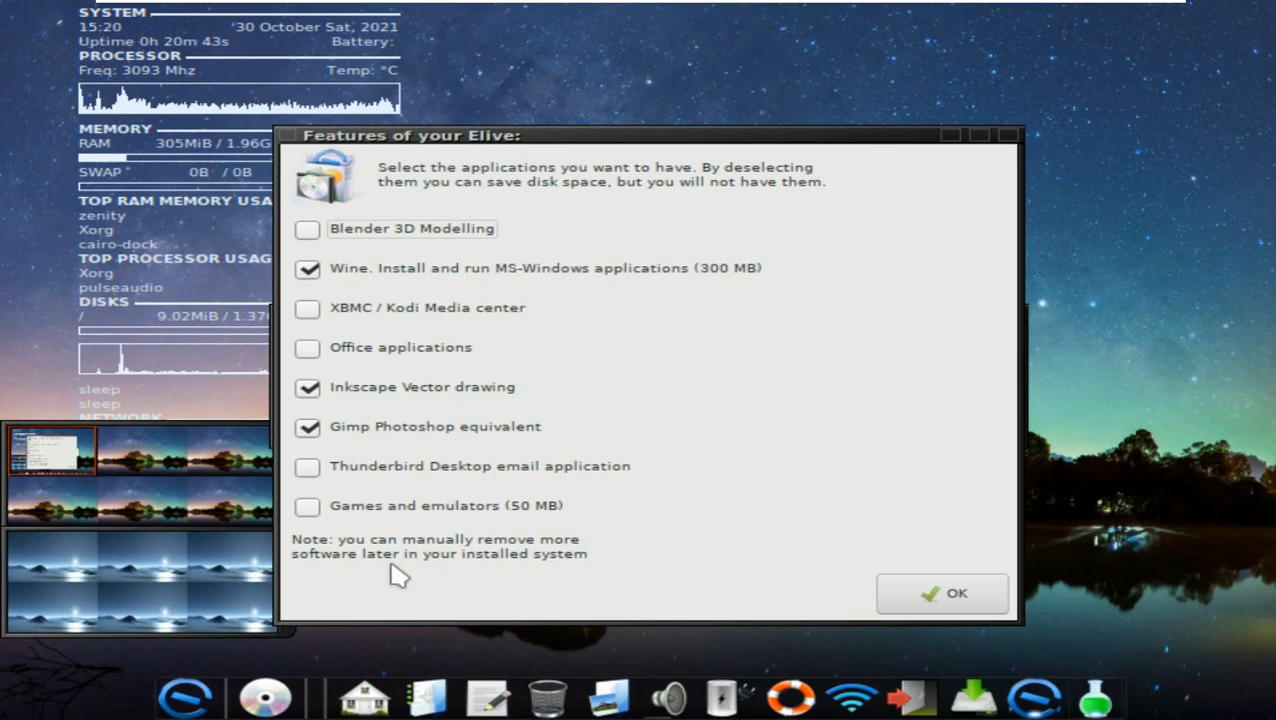 SYSTEM
15:20 30 October Sat, 2021
Uptime 0h 20m 43s Battery:
PROCESSOR
Freq: 3093 Mhz Temp: °C
MEMORY
RAM 305MiB / 1.96G
SWAP 0B / 0B
TOP RAM MEMORY USA
zenity
Xorg
cairo-dock
TOP PROCESSOR USAG
Xorg
pulseaudio
DISKS
/ 9.02MiB / 1.37
sleep
sleep
NETWORK
Features of your Elive:
Select the applications you want to have. By deselecting
them you can save disk space, but you will not have them.
Blender 3D Modelling
Wine. Install and run MS-Windows applications (300 MB)
XBMC / Kodi Media center
Office applications
Inkscape Vector drawing
Gimp Photoshop equivalent
Thunderbird Desktop email application
Games and emulators (50 MB)
Note: you can manually remove more
software later in your installed system
OK